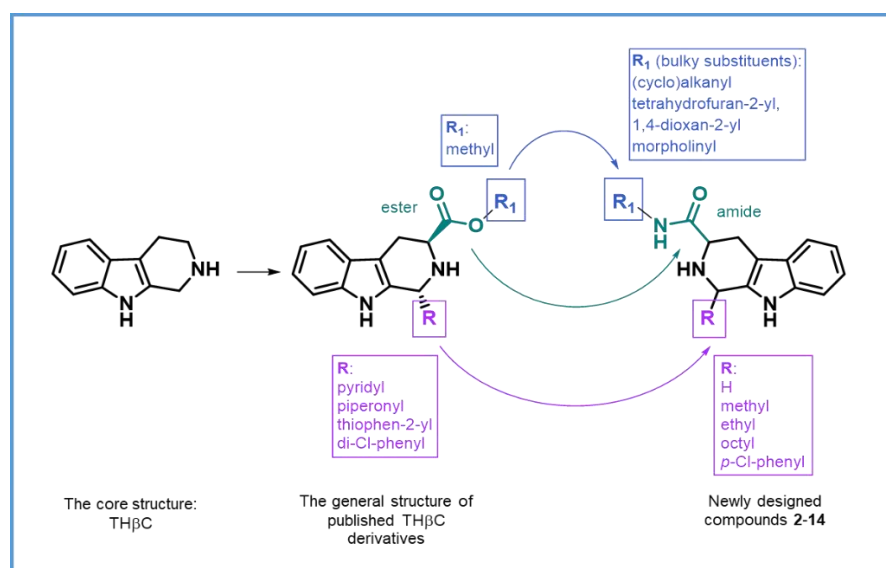 R1 (bulky substituents):
(cyclo)alkanyl
tetrahydrofuran-2-yl,
1,4-dioxan-2-yl
morpholinyl
R1:
methyl
ester
O
O
R1
NH
N
H
R
R1
N
H
O
amide
HN
R
N
H
NH
N
H
R:
pyridyl
piperonyl
thiophen-2-yl
di-Cl-phenyl
R:
H
methyl
ethyl
octyl
p-Cl-phenyl
The core structure:
THβC
The general structure of
published THβC
derivatives
Newly designed
compounds 2-14